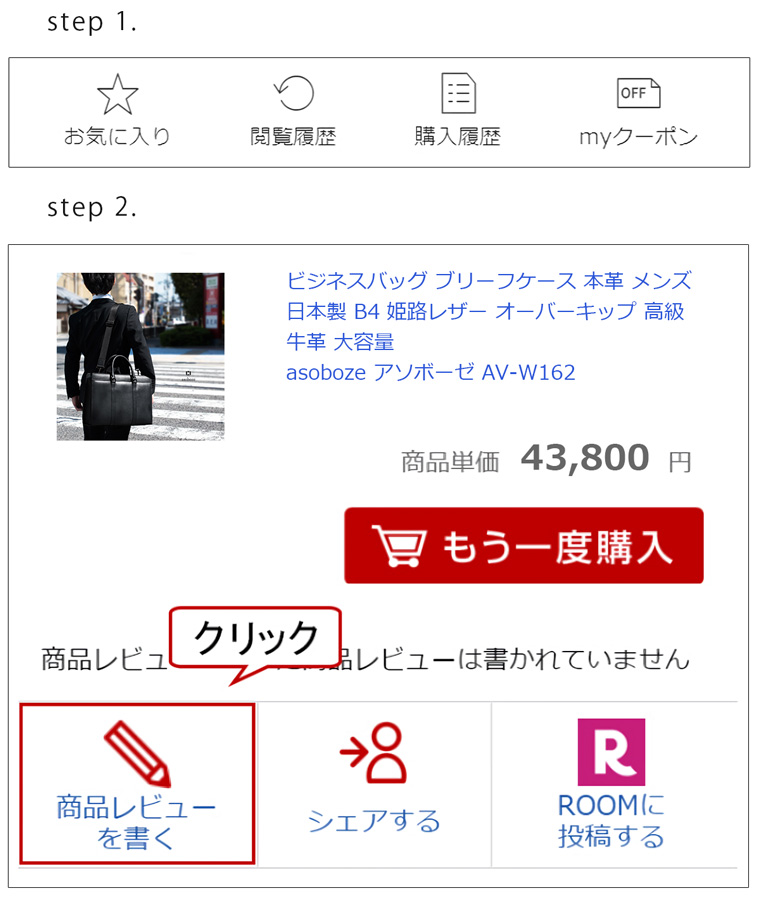 step 1.
お気に入り
閲覧履歴
購入履歴
OFF
myクーポン
step 2.
ビジネスバッグ ブリーフケース 本革 メンズ
日本製 B4 姫路レザー オーバーキップ 高級
牛革 大容量
asoboze アソボーゼ AV-W162
商品単価 43,800 円
もう一度購入
クリック
商品レビュ
商品レビューは書かれていません
商品レビュー
を書く
シェアする
R
ROOMに
投稿する